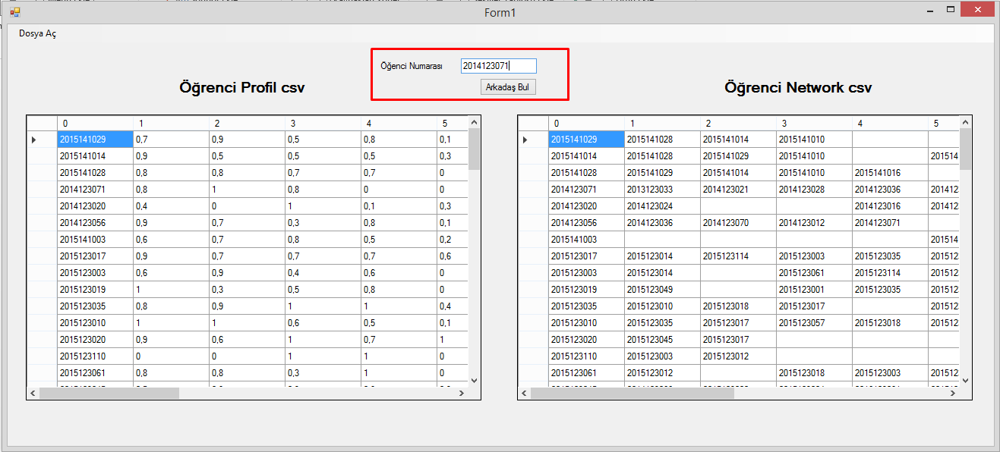 Form1
Dosya Aç
Öğenci Numarası 2014123071
Arkadaş Bul
Öğrenci Profil csv
Öğrenci Network csv
0 1 2 3 4 5
2015141029 0,7 0,9 0,5 0,8 0,1
2015141014 0,9 0,5 0,5 0,5 0,3
2015141028 0,8 0,8 0,7 0,7 0
2014123071 0,8 1 0,8 0 0
2014123020 0,4 0 1 0,1 0,3
2014123056 0,9 0,7 0,3 0,8 0,1
2015141003 0,6 0,7 0,8 0,5 0,2
2015123017 0,9 0,7 0,7 0,7 0,6
2015123003 0,6 0,9 0,4 0,6 0
2015123019 1 0,3 0,5 0,8 0
2015123035 0,8 0,9 1 1 0,4
2015123010 1 1 0,6 0,5 0,1
2015123020 0,9 0,6 1 0,7 1
2015123110 0 0 1 1 0
2015123061 0,8 0,8 0,3 1 0
0 1 2 3 4 5
2015141029 2015141028 2015141014 2015141010
2015141014 2015141028 2015141029 2015141010 201514
2015141028 2015141029 2015141014 2015141010 2015141016
2014123071 2013123033 2014123021 2014123028 2014123036 201412
2014123020 2014123024 2014123016 201412
2014123056 2014123036 2014123070 2014123012 2014123071
2015141003 201514
2015123017 2015123014 2015123114 2015123003 2015123035 201512
2015123003 2015123014 2015123061 2015123114 201512
2015123019 2015123049 2015123001 2015123035 201512
2015123035 2015123010 2015123018 2015123017 201512
2015123010 2015123035 2015123017 2015123057 2015123018 201512
2015123020 2015123045 2015123017
2015123110 2015123003 2015123012
2015123061 2015123012 2015123018 2015123003 201512